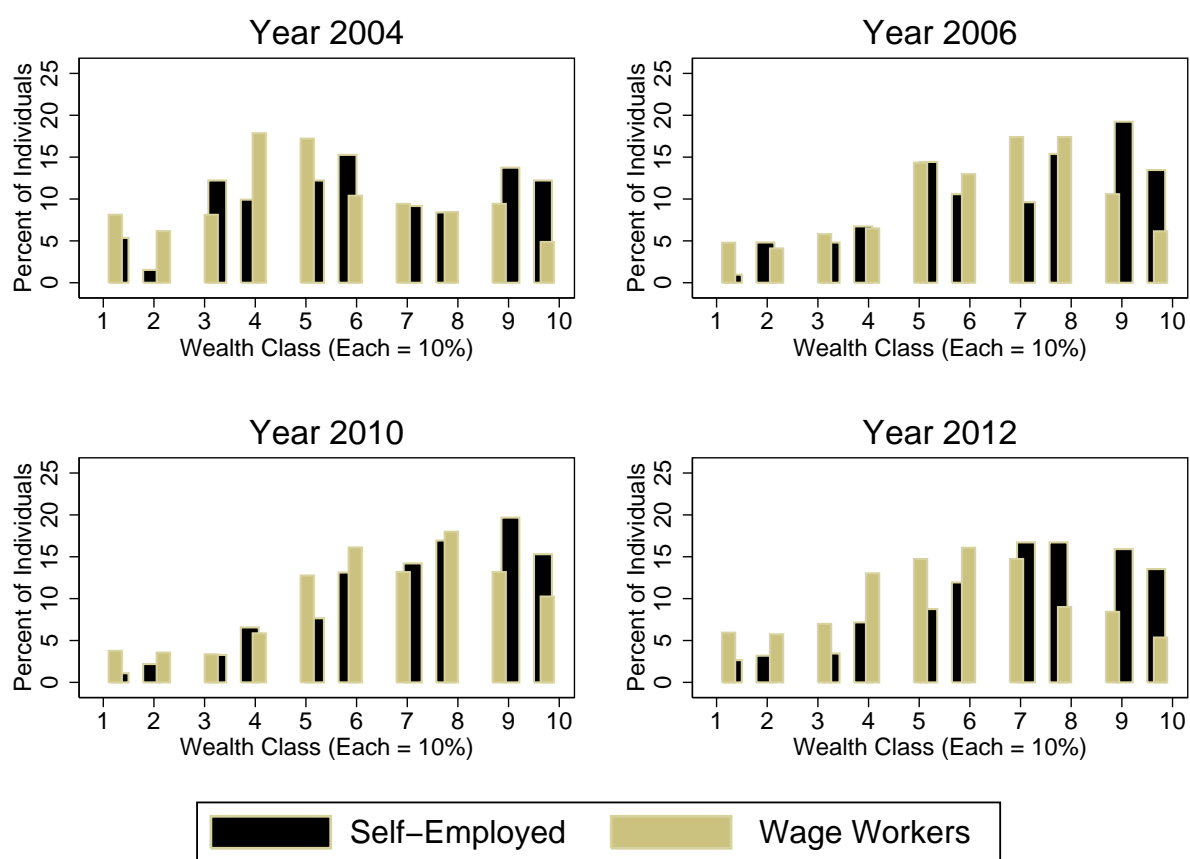 Year 2004
Percent of Individuals
0 5 10 15 20 25
1 2 3 4 5 6 7 8 9 10
Wealth Class (Each = 10%)
Year 2006
Percent of Individuals
0 5 10 15 20 25
1 2 3 4 5 6 7 8 9 10
Wealth Class (Each = 10%)
Year 2010
Percent of Individuals
0 5 10 15 20 25
1 2 3 4 5 6 7 8 9 10
Wealth Class (Each = 10%)
Year 2012
Percent of Individuals
0 5 10 15 20 25
1 2 3 4 5 6 7 8 9 10
Wealth Class (Each = 10%)
Self−Employed Wage Workers